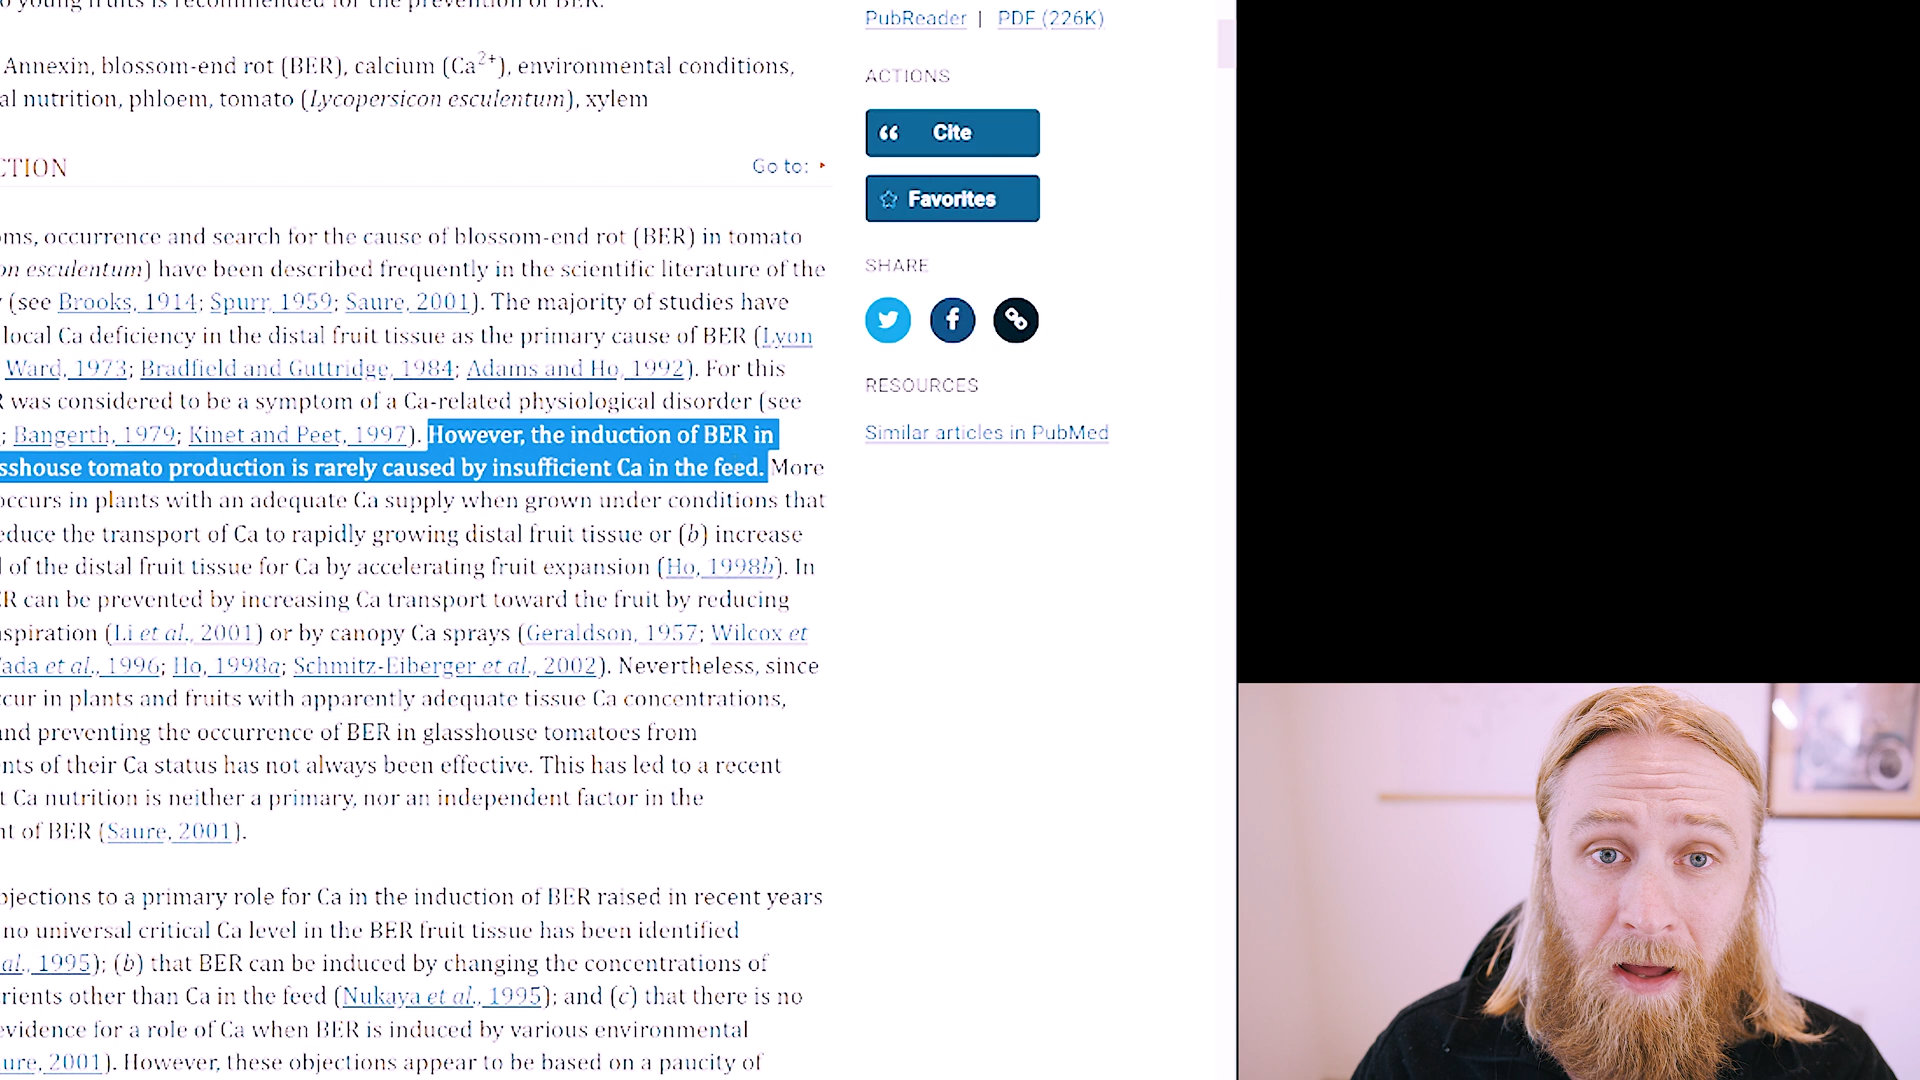 o young fruits is recommended for the prevention of BER.
Annexin, blossom-end rot (BER), calcium (Ca2+), environmental conditions,
al nutrition, phloem, tomato (Lycopersicon esculentum), xylem
CTION
Go to:
oms, occurrence and search for the cause of blossom-end rot (BER) in tomato
on esculentum) have been described frequently in the scientific literature of the
(see Brooks, 1914; Spurr, 1959; Saure, 2001). The majority of studies have
local Ca deficiency in the distal fruit tissue as the primary cause of BER (Lyon
Ward, 1973; Bradfield and Guttridge, 1984; Adams and Ho, 1992). For this
R was considered to be a symptom of a Ca-related physiological disorder (see
; Bangerth, 1979; Kinet and Peet, 1997). However, the induction of BER in
sshouse tomato production is rarely caused by insufficient Ca in the feed. More
occurs in plants with an adequate Ca supply when grown under conditions that
educe the transport of Ca to rapidly growing distal fruit tissue or (b) increase
l of the distal fruit tissue for Ca by accelerating fruit expansion (Ho, 1998b). In
ER can be prevented by increasing Ca transport toward the fruit by reducing
spiration (Li et al., 2001) or by canopy Ca sprays (Geraldson, 1957; Wilcox et
ada et al., 1996; Ho, 1998a; Schmitz-Eiberger et al., 2002). Nevertheless, since
cur in plants and fruits with apparently adequate tissue Ca concentrations,
and preventing the occurrence of BER in glasshouse tomatoes from
nts of their Ca status has not always been effective. This has led to a recent
t Ca nutrition is neither a primary, nor an independent factor in the
nt of BER (Saure, 2001).
bjections to a primary role for Ca in the induction of BER raised in recent years
no universal critical Ca level in the BER fruit tissue has been identified
al., 1995); (b) that BER can be induced by changing the concentrations of
rients other than Ca in the feed (Nukaya et al., 1995); and (c) that there is no
evidence for a role of Ca when BER is induced by various environmental
ure, 2001). However, these objections appear to be based on a paucity of
PubReader | PDF (226K)
ACTIONS
Cite
Favorites
SHARE
RESOURCES
Similar articles in PubMed